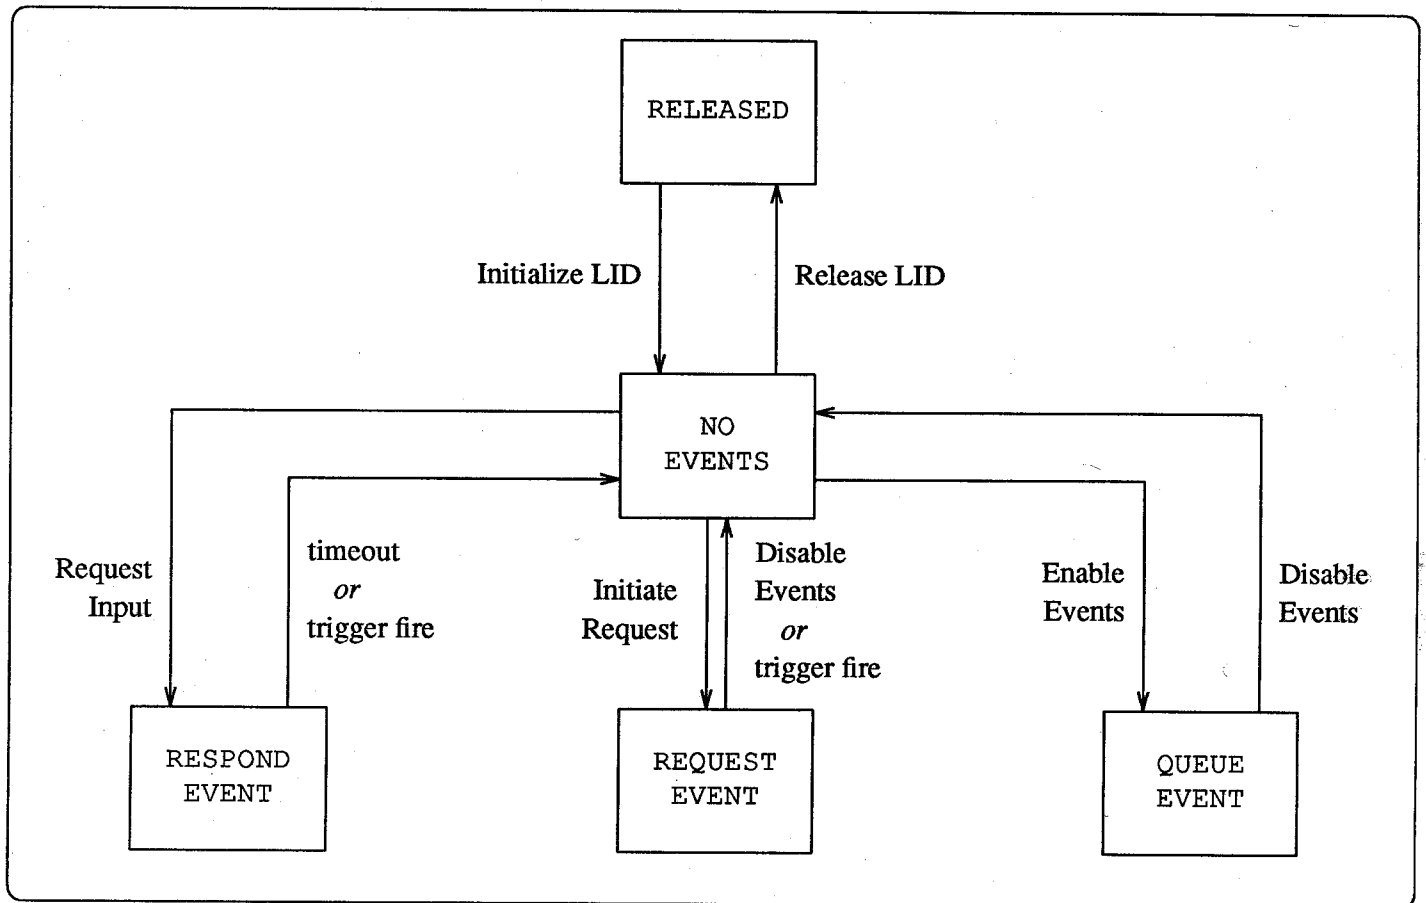 RELEASED
Initialize LID
Release LID
NO
EVENTS
Request
Input
timeout
or
trigger fire
Initiate
Request
Disable
Events
or
trigger fire
Enable
Events
Disable
Events
RESPOND
EVENT
REQUEST
EVENT
QUEUE
EVENT